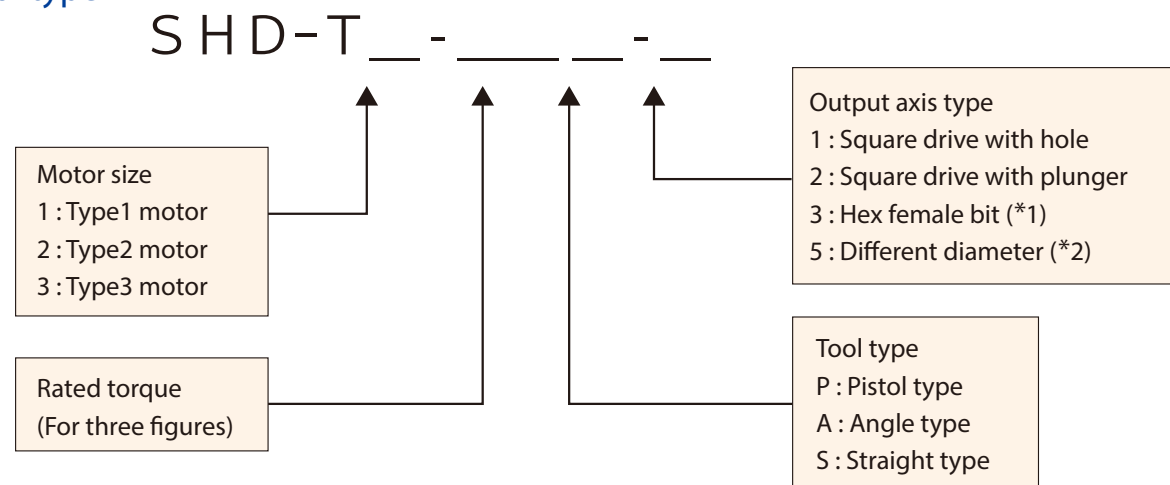 SHD-T__-____ __-__
Output axis type
1 : Square drive with hole
2 : Square drive with plunger
3 : Hex female bit (*1)
5 : Different diameter (*2)
Motor size
1 : Type1 motor
2 : Type2 motor
3 : Type3 motor
Rated torque
(For three figures)
Tool type
P : Pistol type
A : Angle type
S : Straight type